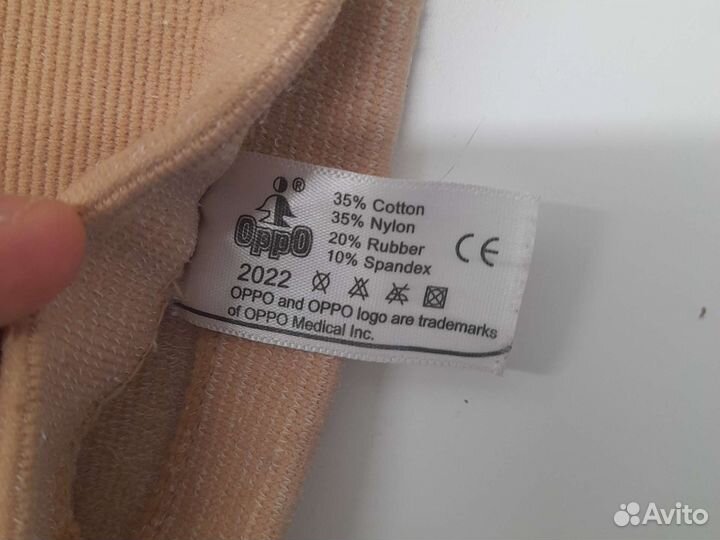 ®
OppO
35% Cotton
35% Nylon
20% Rubber
10% Spandex
CE
2022
OPPO and OPPO logo are trademarks
of OPPO Medical Inc.
Avito